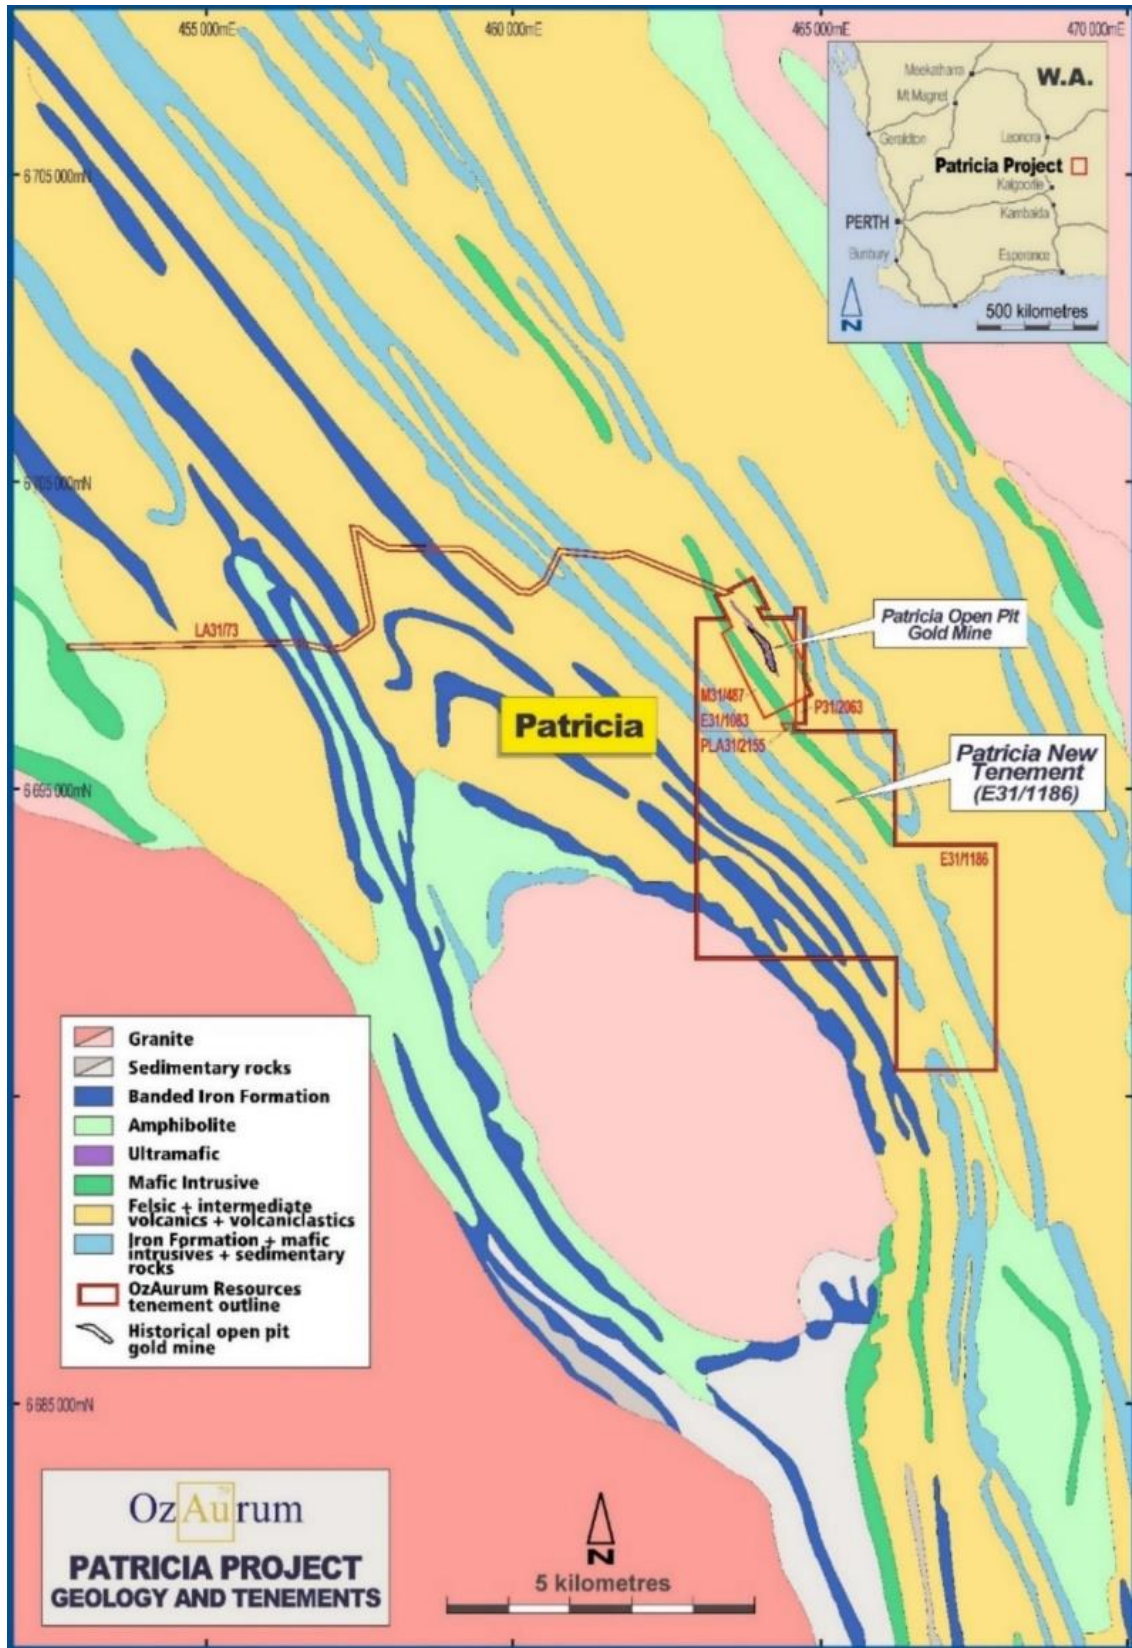 455 000mE
460 000mE
465 000mE
470 000mE
W.A.
Meekatharra
Mt Magnet
Geraldton
Leonora
Patricia Project
Kalgoorlie
Kambalda
PERTH
Bunbury
Esperance
N
500 kilometres
6 705 000mN
6 705 000mN
LA31/73
Patricia Open Pit
Gold Mine
M31/487
P31/2063
E31/1083
PLA31/2155
Patricia
Patricia New
Tenement
(E31/1186)
6 695 000mN
E31/1186
Granite
Sedimentary rocks
Banded Iron Formation
Amphibolite
Ultramafic
Mafic Intrusive
Felsic + intermediate
volcanics + volcaniclastics
Iron Formation + mafic
intrusives + sedimentary
rocks
OzAurum Resources
tenement outline
Historical open pit
gold mine
6 685 000mN
79
OzAurum
PATRICIA PROJECT
GEOLOGY AND TENEMENTS
N
5 kilometres